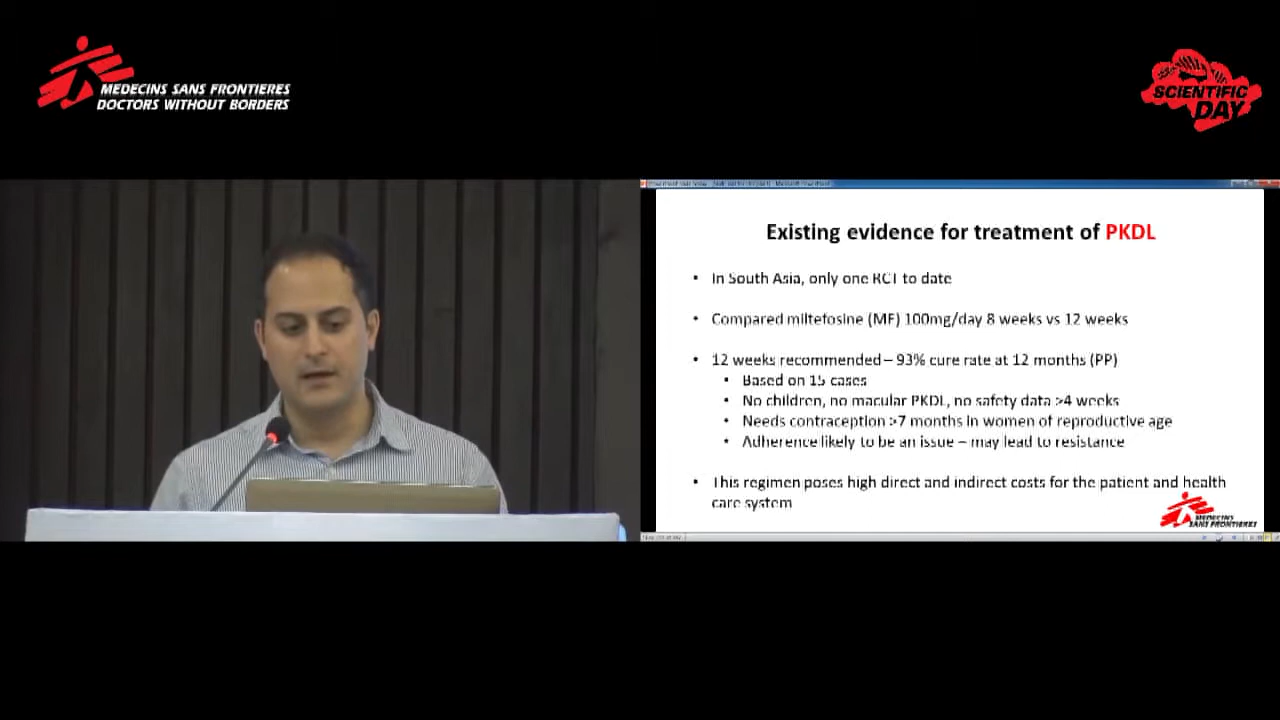 MEDECINS SANS FRONTIERES
DOCTORS WITHOUT BORDERS
SCIENTIFIC
DAY
Existing evidence for treatment of PKDL
• In South Asia, only one RCT to date
• Compared miltefosine (MF) 100mg/day 8 weeks vs 12 weeks
• 12 weeks recommended – 93% cure rate at 12 months (PP)
• Based on 15 cases
• No children, no macular PKDL, no safety data >4 weeks
• Needs contraception >7 months in women of reproductive age
• Adherence likely to be an issue – may lead to resistance
• This regimen poses high direct and indirect costs for the patient and health
care system
MEDECINS
SANS FRONTIERES